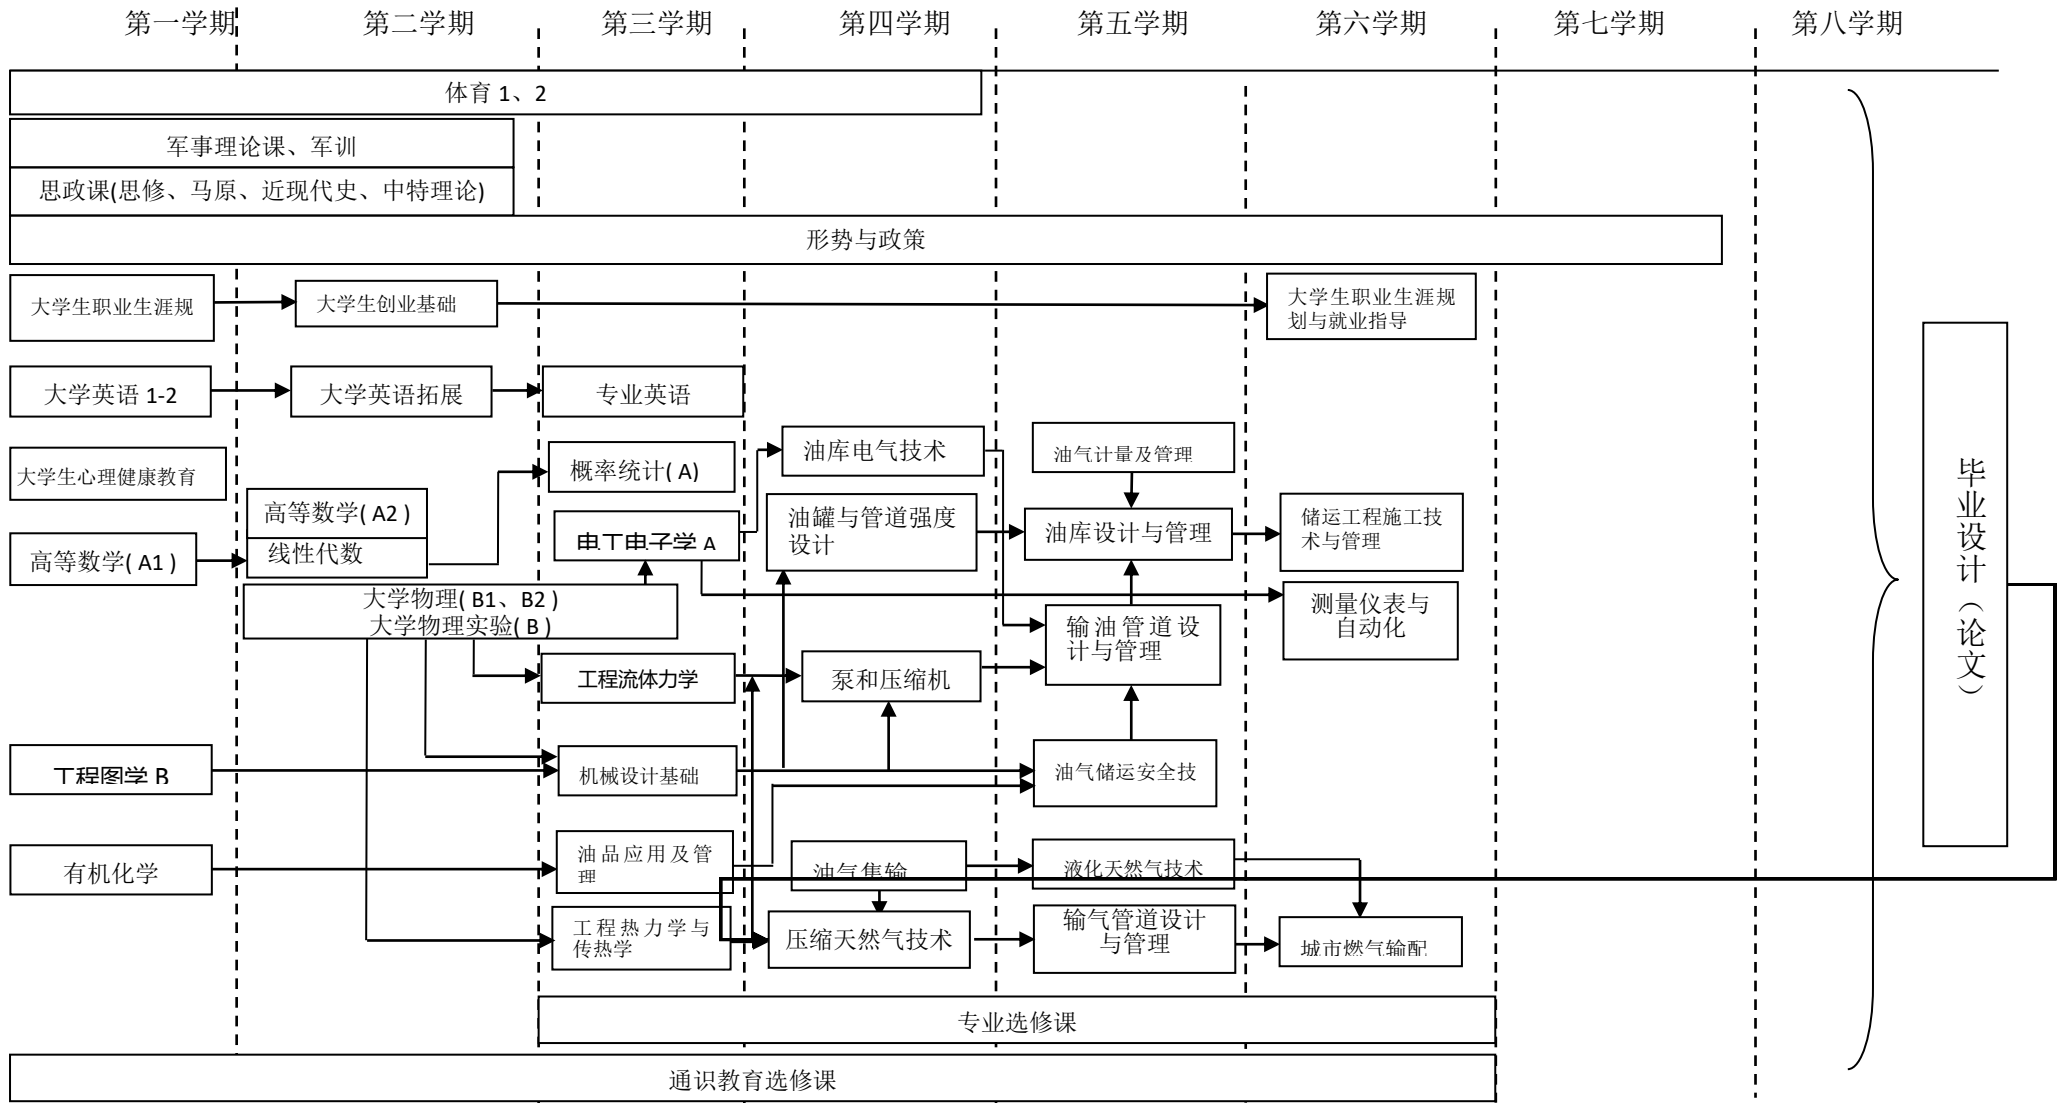 第一学期 第二学期 第三学期 第四学期 第五学期 第六学期 第七学期 第八学期
体育 1、2
军事理论课、军训
思政课(思修、马原、近现代史、中特理论)
形势与政策
大学生职业生涯规
大学生创业基础
大学生职业生涯规
划与就业指导
大学英语 1-2
大学英语拓展
专业英语
大学生心理健康教育
概率统计( A)
油库电气技术
油气计量及管理
高等数学( A2 )
线性代数
高等数学( A1 )
电工电子学 A
油罐与管道强度
设计
油库设计与管理
储运工程施工技
术与管理
大学物理( B1、B2 )
大学物理实验( B )
输油管道设
计与管理
测量仪表与
自动化
工程流体力学
泵和压缩机
工程图学 B
机械设计基础
油气储运安全技
有机化学
油品应用及管
理
油气集输
液化天然气技术
工程热力学与
传热学
压缩天然气技术
输气管道设计
与管理
城市燃气输配
专业选修课
通识教育选修课
毕业设计（论文）